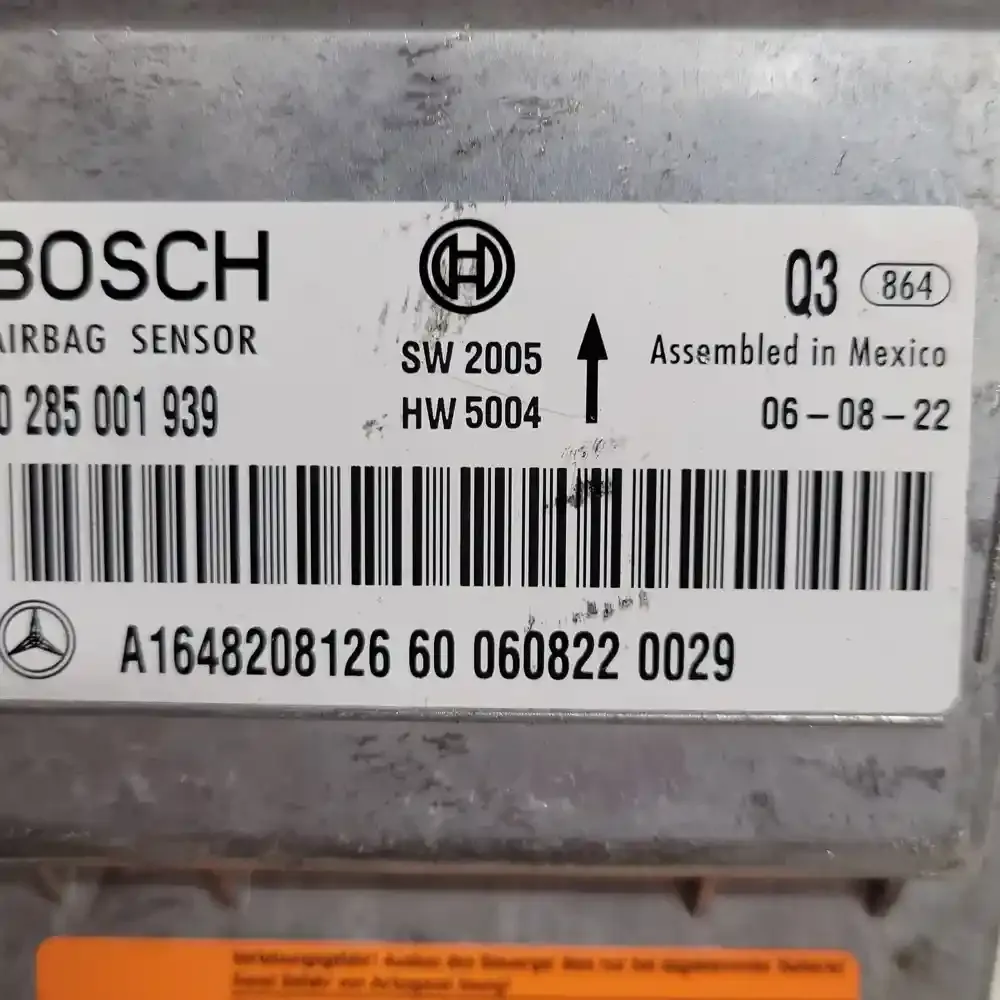 BOSCH
Q3 864
AIRBAG SENSOR
SW 2005
Assembled in Mexico
0 285 001 939
HW 5004
06-08-22
A1648208126 60 060822 0029